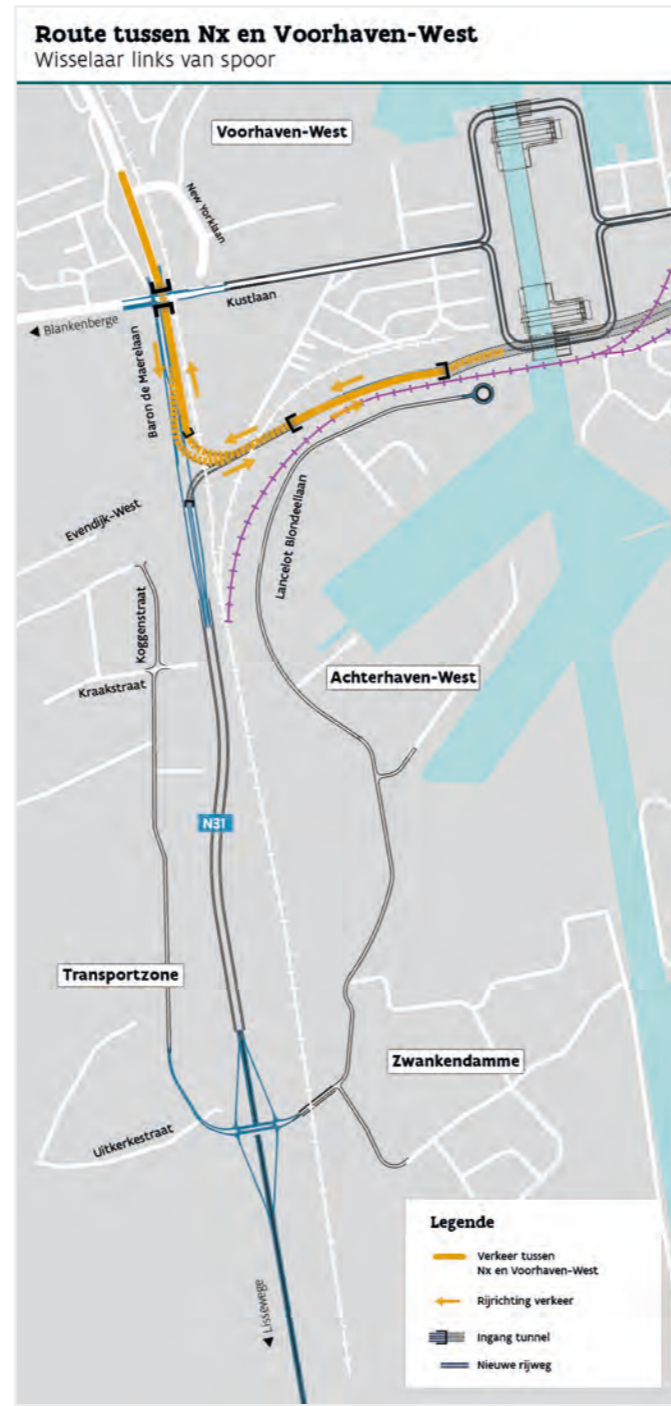 Route tussen Nx en Voorhaven-West
Wisselaar links van spoor
Voorhaven-West
New Yorklaan
Kustlaan
◀ Blankenberge
Baron de Maerelaan
Evendijk-West
Lancelot Blondeellaan
Koggenstraat
Achterhaven-West
Kraakstraat
N31
Transportzone
Zwankendamme
Uitkerkestraat
◀ Lissewege
Legende
Verkeer tussen
Nx en Voorhaven-West
Rijrichting verkeer
Ingang tunnel
Nieuwe rijweg